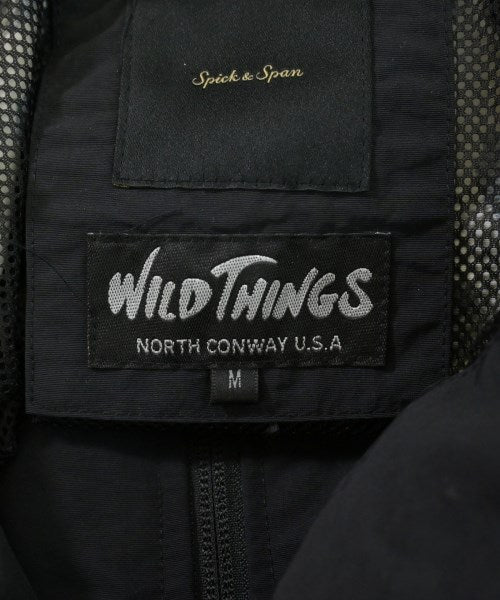 Spick & Span
WILD THINGS
NORTH CONWAY U.S.A
M